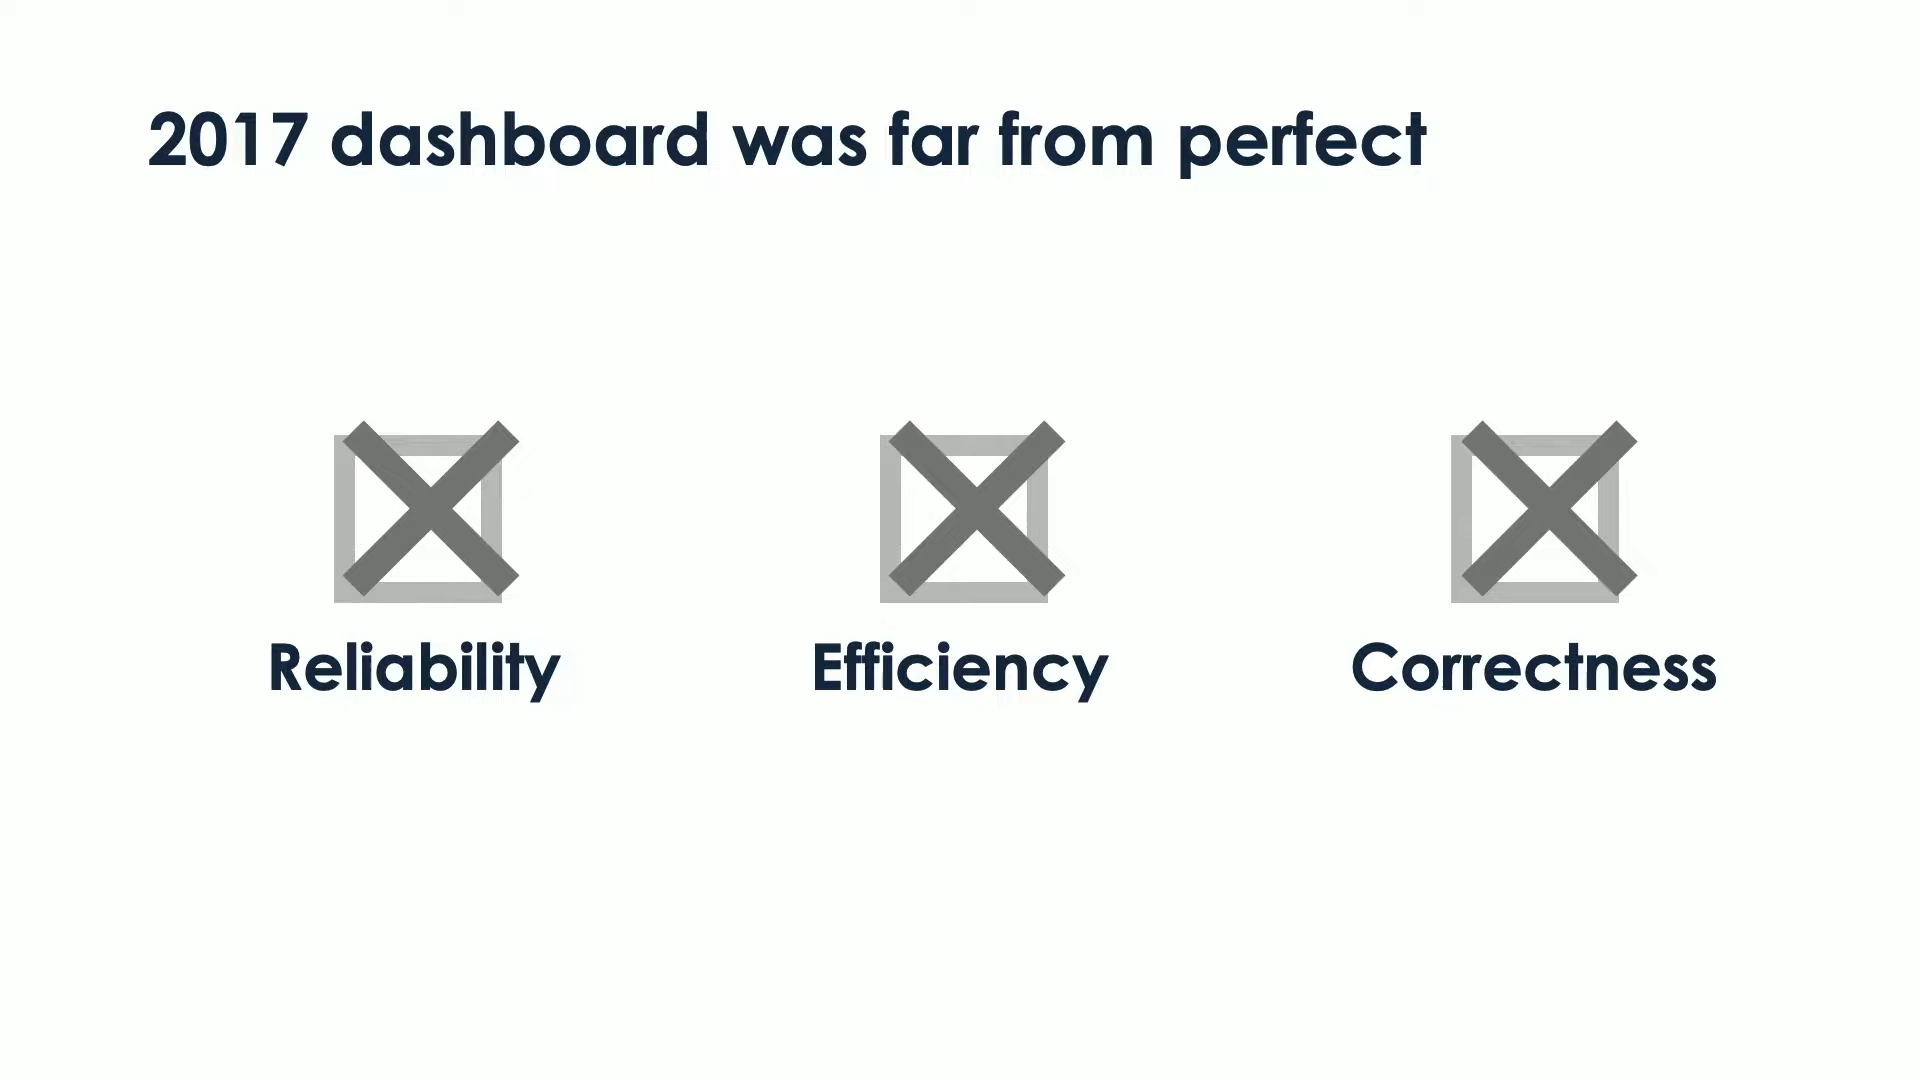 2017 dashboard was far from perfect
Reliability
Efficiency
Correctness